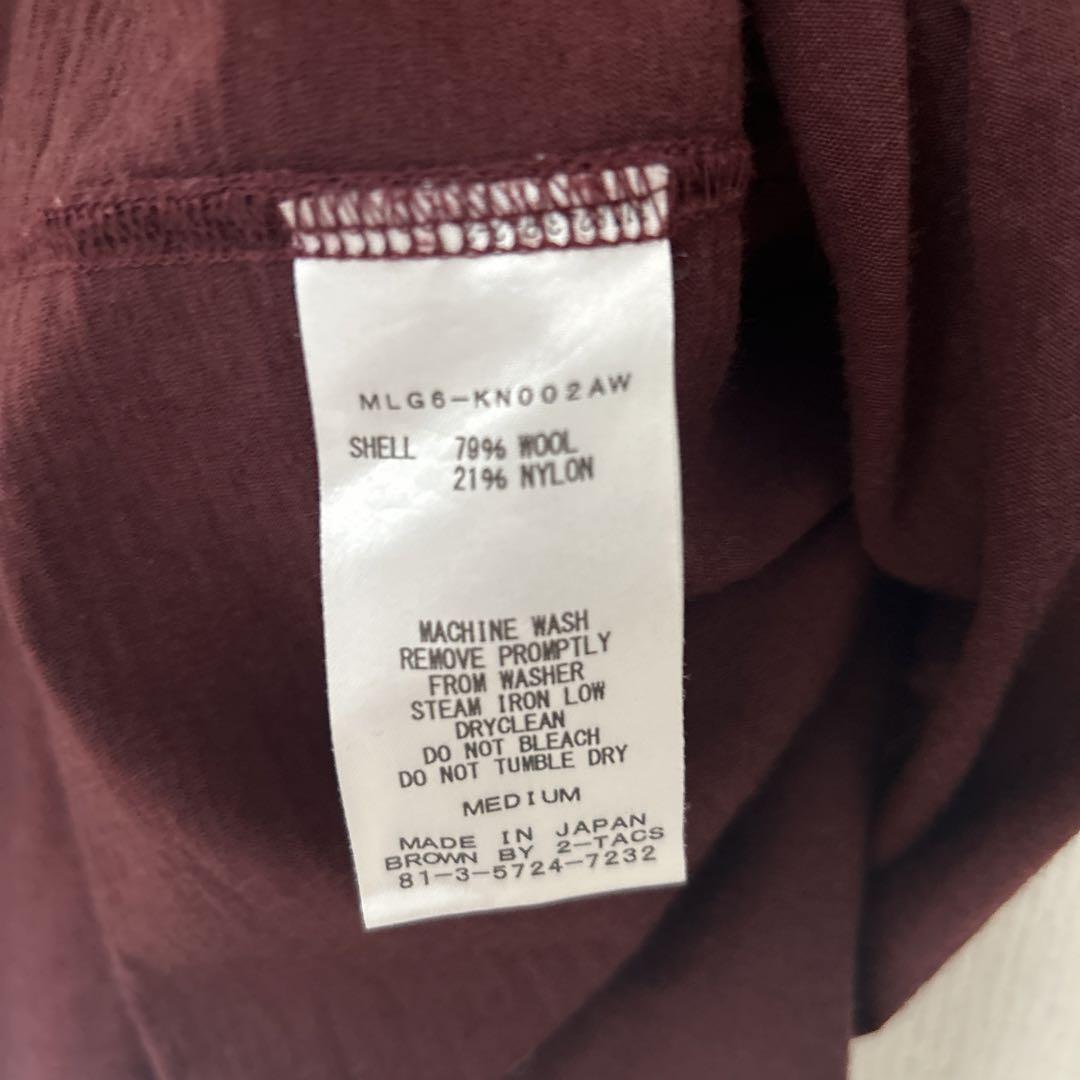 MLG6-KN002AW
SHELL 79% WOOL
21% NYLON
MACHINE WASH
REMOVE PROMPTLY
FROM WASHER
STEAM IRON LOW
DRYCLEAN
DO NOT BLEACH
DO NOT TUMBLE DRY
MEDIUM
MADE IN JAPAN
BROWN BY 2-TACS
81-3-5724-7232